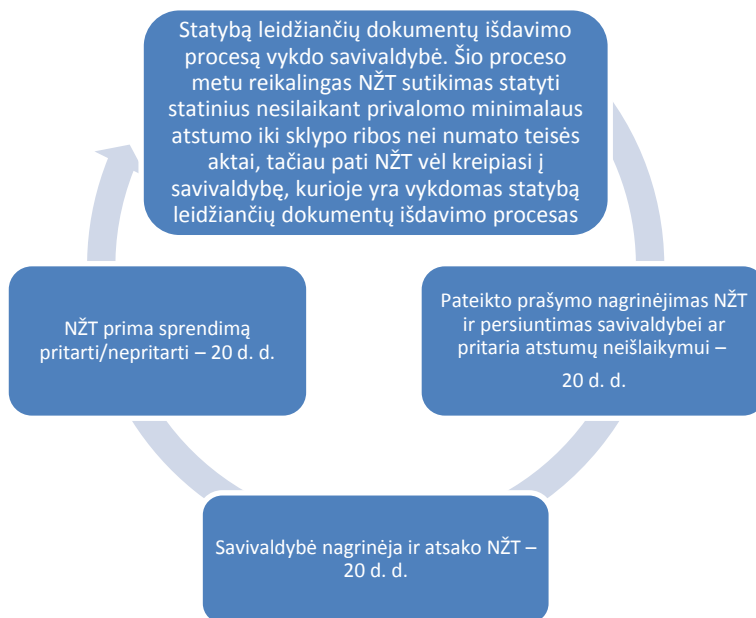 Statybą leidžiančių dokumentų išdavimo
procesą vykdo savivaldybė. Šio proceso
metu reikalingas NŽT sutikimas statyti
statinius nesilaikant privalomo minimalaus
atstumo iki sklypo ribos nei numato teisės
aktai, tačiau pati NŽT vėl kreipiasi į
savivaldybę, kurioje yra vykdomas statybą
leidžiančių dokumentų išdavimo procesas
Pateikto prašymo nagrinėjimas NŽT
ir persiuntimas savivaldybei ar
pritaria atstumų neišlaikymui –
20 d. d.
Savivaldybė nagrinėja ir atsako NŽT –
20 d. d.
NŽT prima sprendimą
pritarti/nepritarti – 20 d. d.